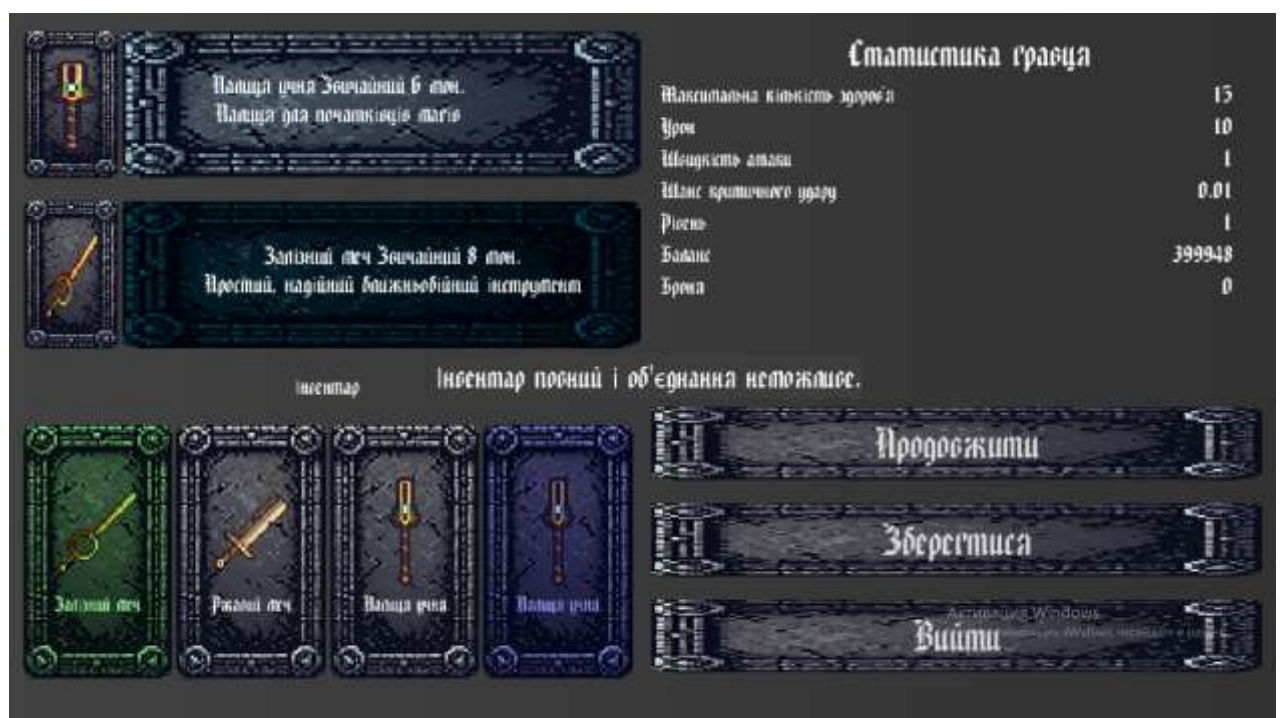 Палиця учня Звичайний 6 мон.
Палиця для початківців магів
Залізний меч Звичайний 8 мон.
Простий, надійний ближньобійний інструмент
Статистика гравця
Максимальна кількість здоров'я 15
Урон 10
Швидкість атаки 1
Шанс критичного удару 0.01
Рівень 1
Баланс 399948
Броня 0
Інвентар
Інвентар повний і об'єднання неможливе.
Залізний меч
Ржавий меч
Палиця учня
Палиця учня
Продовжити
Зберегтися
Вийти
Активация Windows